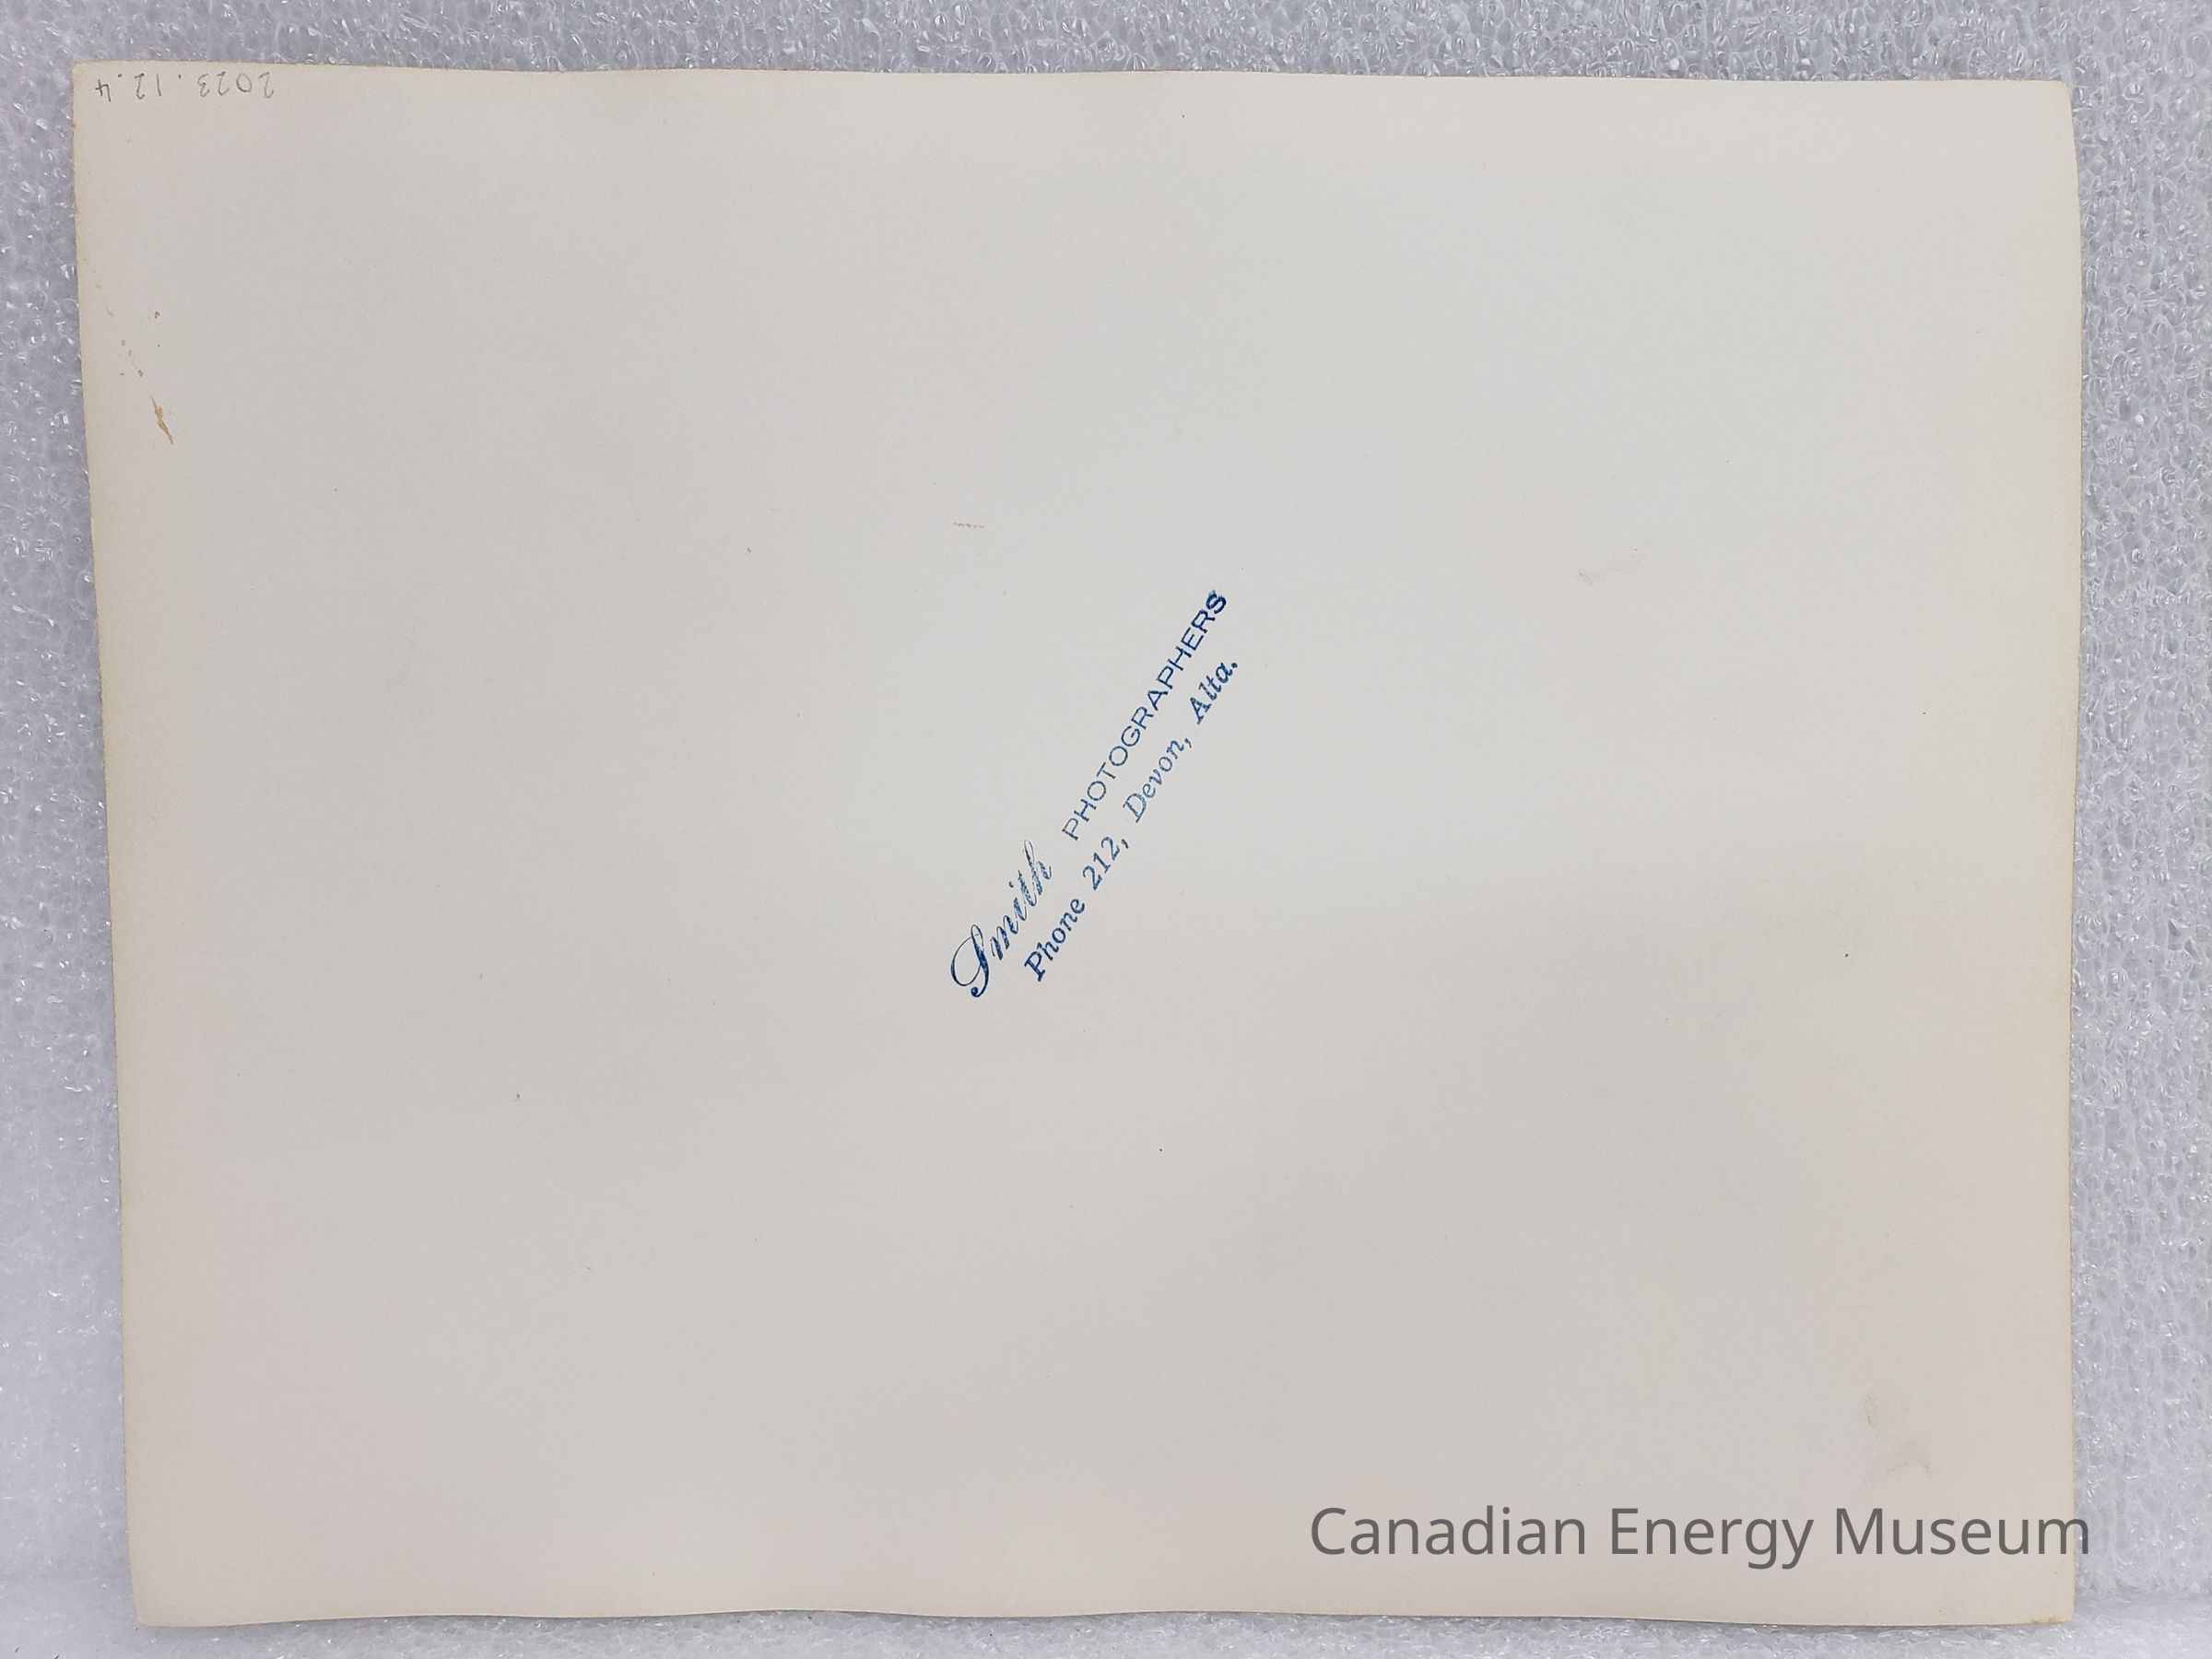 2023.12.4
Smith PHOTOGRAPHERS
Phone 212, Devon, Alta.
Canadian Energy Museum